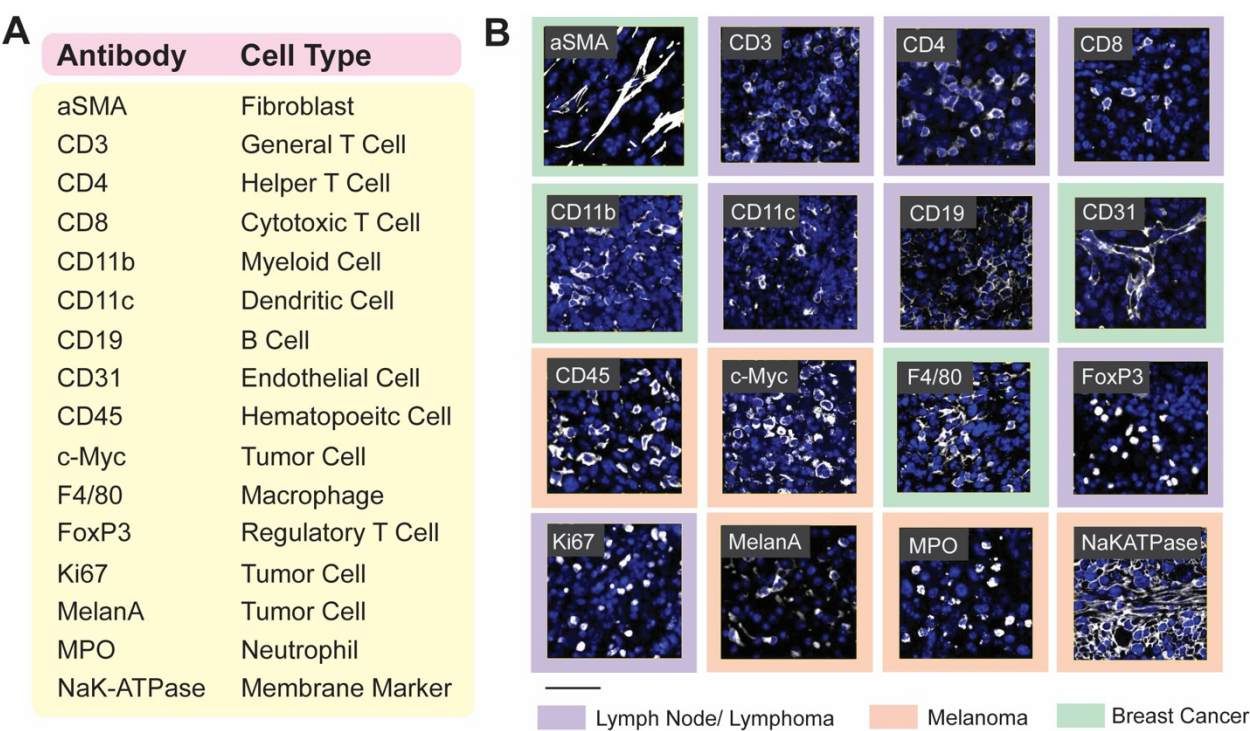 A
Antibody Cell Type
aSMA Fibroblast
CD3 General T Cell
CD4 Helper T Cell
CD8 Cytotoxic T Cell
CD11b Myeloid Cell
CD11c Dendritic Cell
CD19 B Cell
CD31 Endothelial Cell
CD45 Hematopoeitc Cell
c-Myc Tumor Cell
F4/80 Macrophage
FoxP3 Regulatory T Cell
Ki67 Tumor Cell
MelanA Tumor Cell
MPO Neutrophil
NaK-ATPase Membrane Marker
B
aSMA CD3 CD4 CD8
CD11b CD11c CD19 CD31
CD45 c-Myc F4/80 FoxP3
Ki67 MelanA MPO NaKATPase
Lymph Node/ Lymphoma Melanoma Breast Cancer